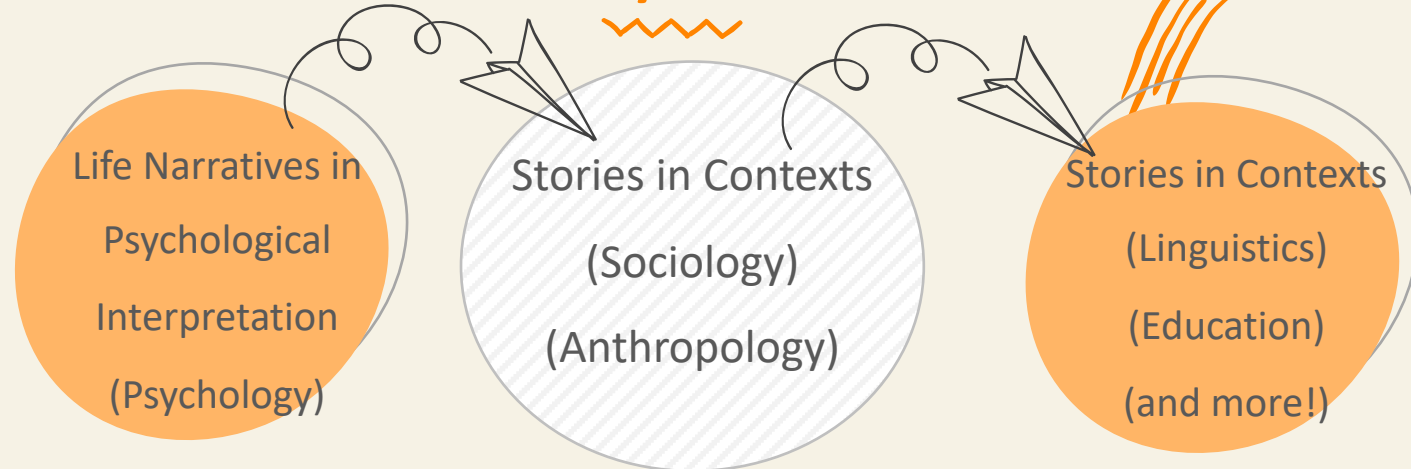 Life Narratives in
Psychological
Interpretation
(Psychology)
Stories in Contexts
(Sociology)
(Anthropology)
Stories in Contexts
(Linguistics)
(Education)
(and more!)